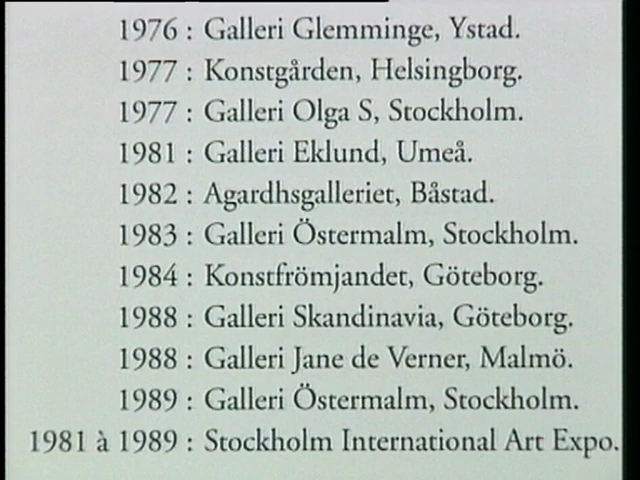 1976 : Galleri Glemminge, Ystad.
1977 : Konstgården, Helsingborg.
1977 : Galleri Olga S, Stockholm.
1981 : Galleri Eklund, Umeå.
1982 : Agardhsgalleriet, Båstad.
1983 : Galleri Östermalm, Stockholm.
1984 : Konstfrömjandet, Göteborg.
1988 : Galleri Skandinavia, Göteborg.
1988 : Galleri Jane de Verner, Malmö.
1989 : Galleri Östermalm, Stockholm.
1981 à 1989 : Stockholm International Art Expo.